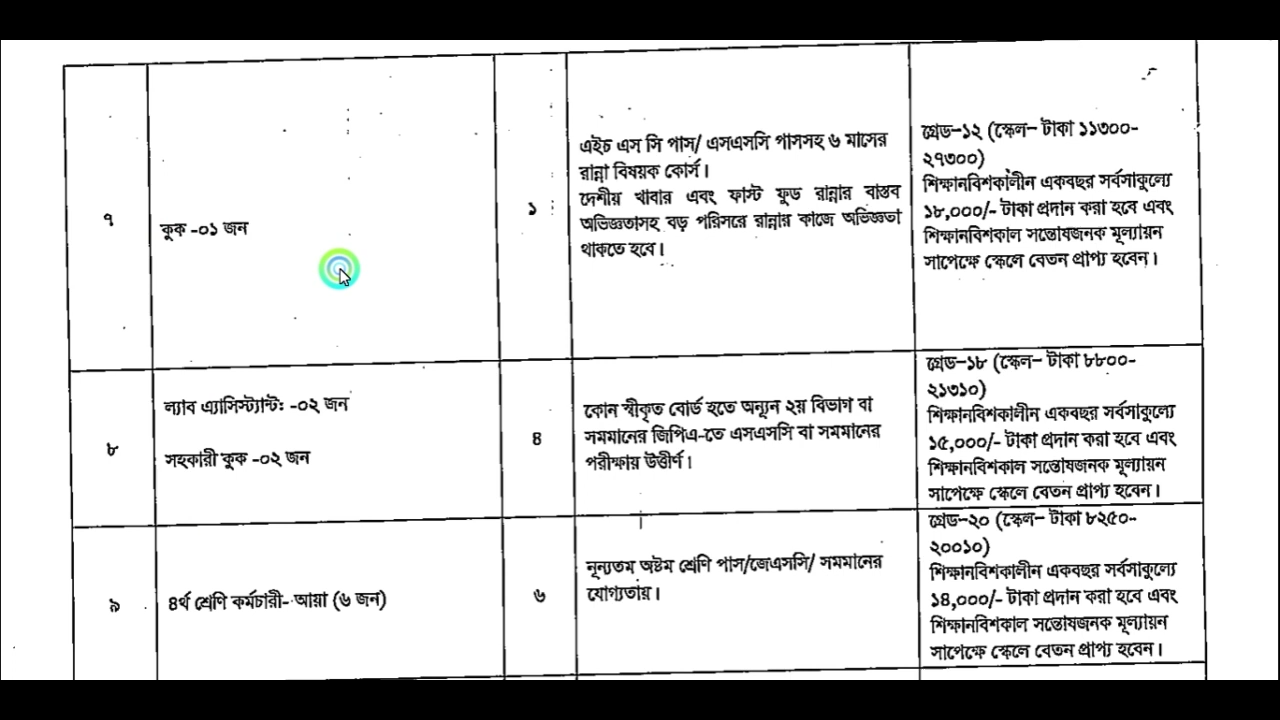 ৭
কুক -০১ জন
১
এইচ এস সি পাস/ এসএসসি পাসসহ ৬ মাসের
রান্না বিষয়ক কোর্স।
দেশীয় খাবার এবং ফাস্ট ফুড রান্নার বাস্তব
অভিজ্ঞতাসহ বড় পরিসরে রান্নার কাজে অভিজ্ঞতা
থাকতে হবে।
গ্রেড-১২ (স্কেল- টাকা ১১৩০০-
২৭৩০০)
শিক্ষানবিশকালীন একবছর সর্বসাকুল্যে
১৮,০০০/- টাকা প্রদান করা হবে এবং
শিক্ষানবিশকাল সন্তোষজনক মূল্যায়ন
সাপেক্ষে স্কেলে বেতন প্রাপ্য হবেন।
৮
ল্যাব এ্যাসিস্ট্যান্টঃ -০২ জন
সহকারী কুক -০২ জন
৪
কোন স্বীকৃত বোর্ড হতে অন্যুন ২য় বিভাগ বা
সমমানের জিপিএ-তে এসএসসি বা সমমানের
পরীক্ষায় উত্তীর্ণ।
গ্রেড-১৮ (স্কেল- টাকা ৮৮০০-
২১৩১০)
শিক্ষানবিশকালীন একবছর সর্বসাকুল্যে
১৫,০০০/- টাকা প্রদান করা হবে এবং
শিক্ষানবিশকাল সন্তোষজনক মূল্যায়ন
সাপেক্ষে স্কেলে বেতন প্রাপ্য হবেন।
৯
৪র্থ শ্রেণি কর্মচারী- আয়া (৬ জন)
৬
নূন্যতম অষ্টম শ্রেণি পাস/জেএসসি/ সমমানের
যোগ্যতায়।
গ্রেড-২০ (স্কেল- টাকা ৮২৫০-
২০০১০)
শিক্ষানবিশকালীন একবছর সর্বসাকুল্যে
১৪,০০০/- টাকা প্রদান করা হবে এবং
শিক্ষানবিশকাল সন্তোষজনক মূল্যায়ন
সাপেক্ষে স্কেলে বেতন প্রাপ্য হবেন।